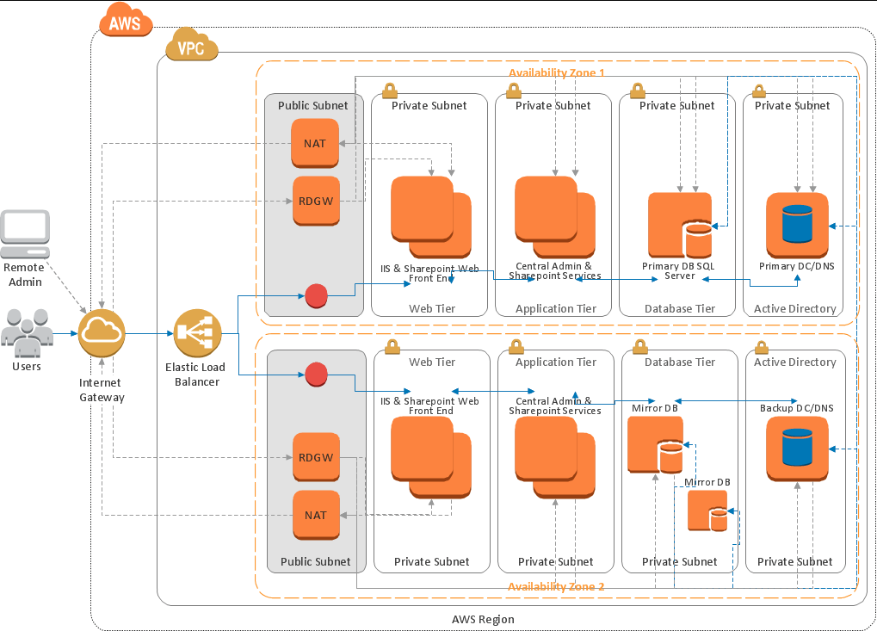 AWS
VPC
Availability Zone 1
Public Subnet
Private Subnet
Private Subnet
Private Subnet
Private Subnet
NAT
RDGW
IIS & Sharepoint Web
Front End
Central Admin &
Sharepoint Services
Primary DB SQL
Server
Primary DC/DNS
Web Tier
Application Tier
Database Tier
Active Directory
Remote
Admin
Users
Internet
Gateway
Elastic Load
Balancer
Web Tier
Application Tier
Database Tier
Active Directory
IIS & Sharepoint Web
Front End
Central Admin &
Sharepoint Services
Mirror DB
Backup DC/DNS
RDGW
Mirror DB
NAT
Public Subnet
Private Subnet
Private Subnet
Private Subnet
Private Subnet
Availability Zone 2
AWS Region